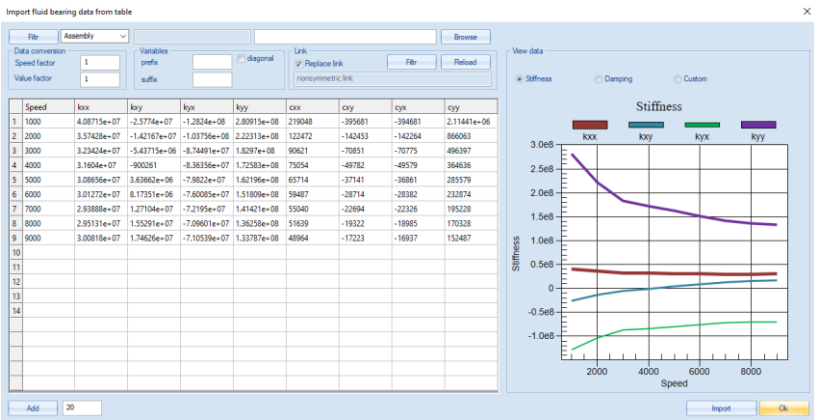 Import fluid bearing data from table
Filtr Assembly Browse
Data conversion Variables Link View data
Speed factor 1 prefix diagonal Replace link Filtr Reload
Value factor 1 suffix nonsymmetric link
Stiffness Damping Custom
Speed kxx kxy kyx kyy cxx cxy cyx cyy
1 1000 4.08715e+07 -2.5774e+07 -1.2824e+08 2.80915e+08 219048 -395681 -394681 2.11441e+06
2 2000 3.57428e+07 -1.42167e+07 -1.03756e+08 2.22313e+08 122472 -142453 -142264 866063
3 3000 3.23424e+07 -5.43715e+06 -8.74491e+07 1.8297e+08 90621 -70851 -70775 496397
4 4000 3.1604e+07 -900261 -8.36356e+07 1.72583e+08 75054 -49782 -49579 364636
5 5000 3.08656e+07 3.63662e+06 -7.9822e+07 1.62196e+08 65714 -37141 -36861 285579
6 6000 3.01272e+07 8.17351e+06 -7.60085e+07 1.51809e+08 59487 -28714 -28382 232874
7 7000 2.93888e+07 1.27104e+07 -7.2195e+07 1.41421e+08 55040 -22694 -22326 195228
8 8000 2.95131e+07 1.55291e+07 -7.09601e+07 1.36258e+08 51639 -19322 -18985 170328
9 9000 3.00818e+07 1.74626e+07 -7.10539e+07 1.33787e+08 48964 -17223 -16937 152487
10
11
12
13
14
Stiffness
kxx kxy kyx kyy
3.0e8
2.5e8
2.0e8
1.5e8
1.0e8
0.5e8
0
-0.5e8
-1.0e8
Stiffness
2000 4000 6000 8000
Speed
Add 20 Import Ok